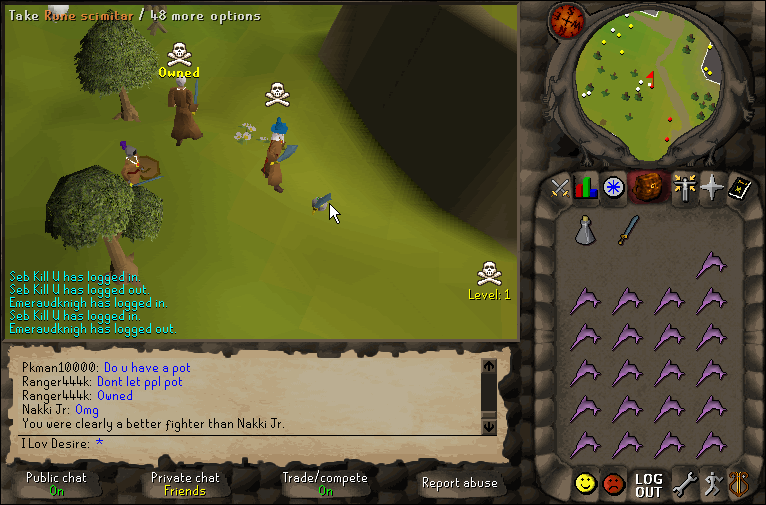 Take Rune scimitar / 48 more options
Owned
Seb Kill U has logged in.
Seb Kill U has logged out.
Emeraudknigh has logged in.
Seb Kill U has logged in.
Emeraudknigh has logged out.
Level: 1
Pkman10000: Do u have a pot
Ranger444k: Dont let ppl pot
Ranger444k: Owned
Nakki Jr: Omg
You were clearly a better fighter than Nakki Jr.
I Lov Desire: *
Public chat
On
Private chat
Friends
Trade/compete
On
Report abuse
LOG
OUT